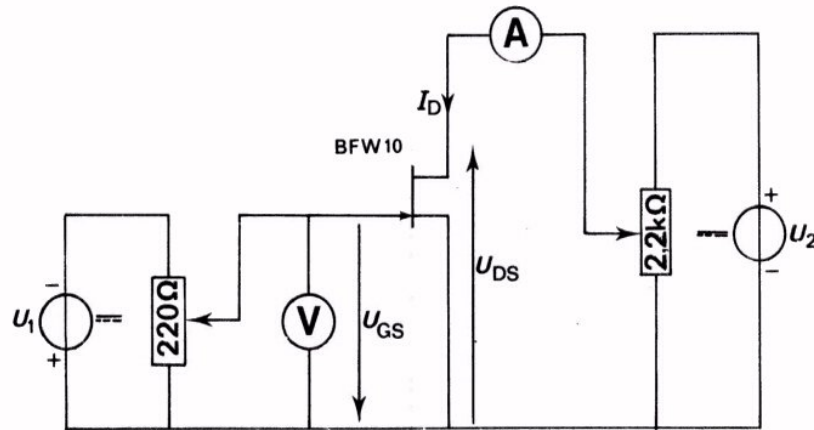 A
I_D
BFW10
U_1
-
+
220Ω
V
U_GS
U_DS
2,2kΩ
+
-
U_2